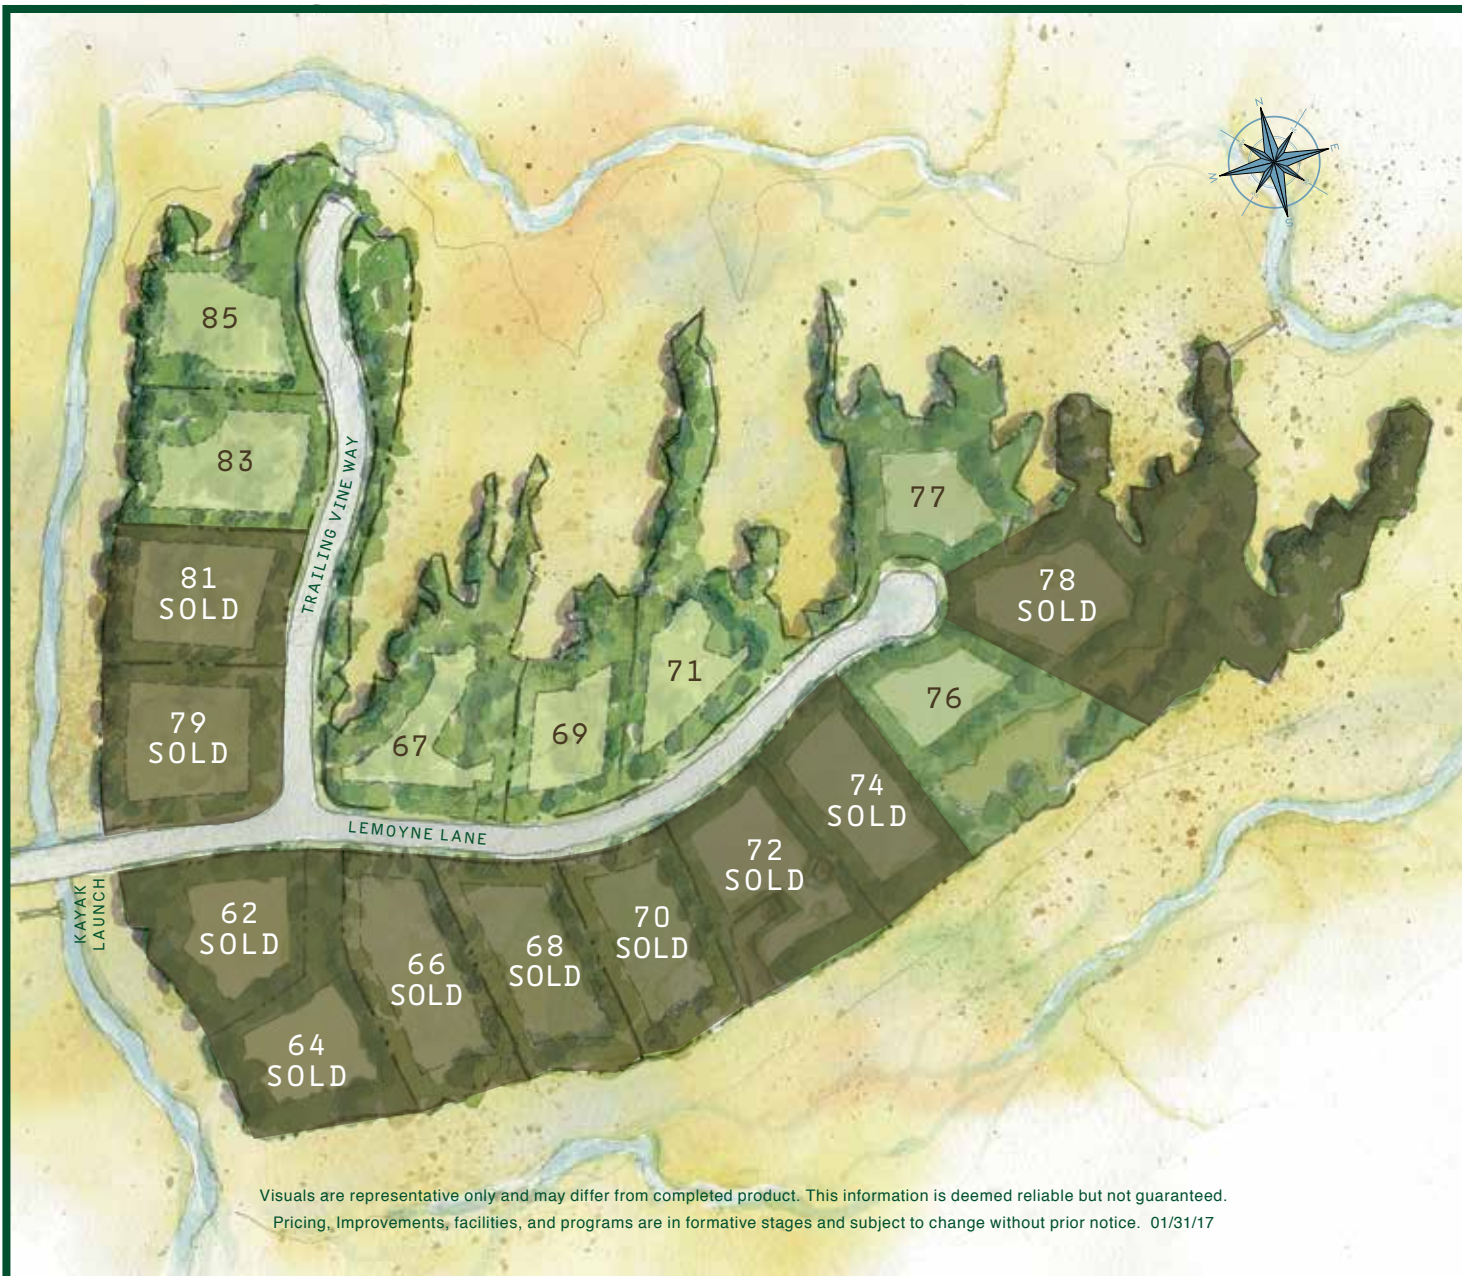 N
E
W
S
85
83
TRAILING VINE WAY
77
81
SOLD
78
SOLD
71
76
79
SOLD
67
69
74
SOLD
LEMOYNE LANE
72
SOLD
KAYAK
LAUNCH
62
SOLD
70
SOLD
68
SOLD
66
SOLD
64
SOLD
Visuals are representative only and may differ from completed product. This information is deemed reliable but not guaranteed.
Pricing, Improvements, facilities, and programs are in formative stages and subject to change without prior notice. 01/31/17